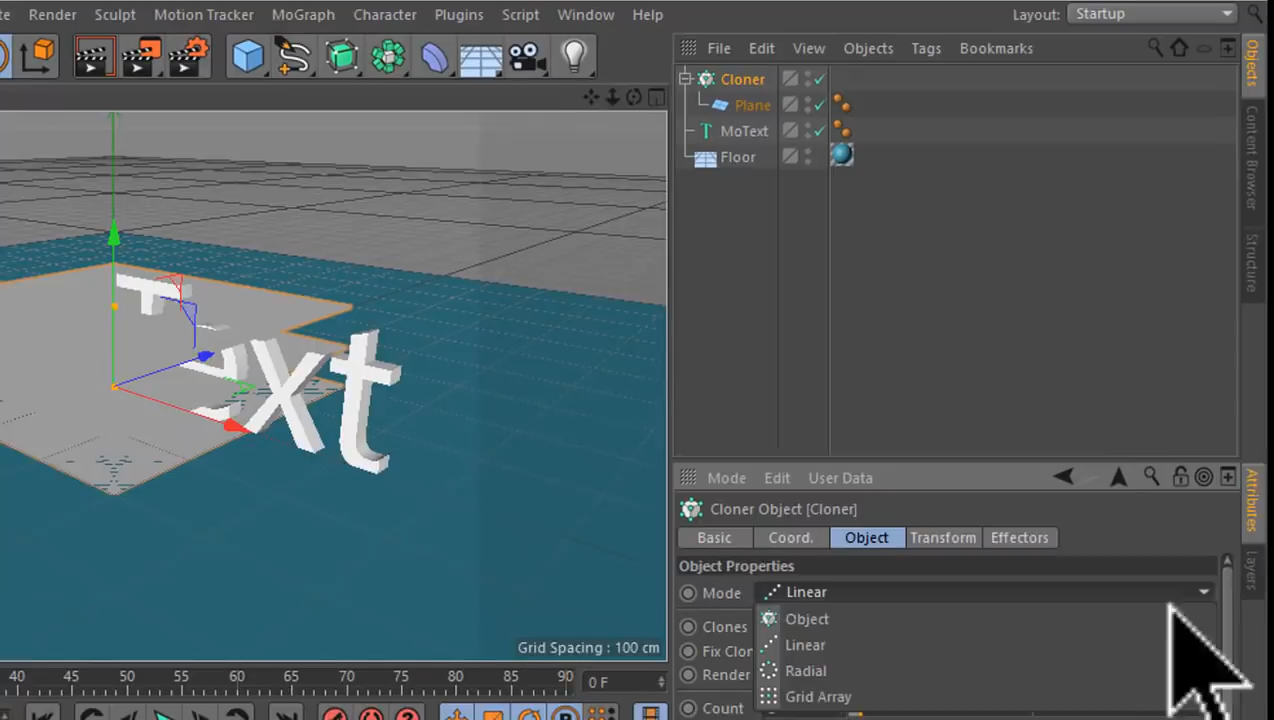 te Render Sculpt Motion Tracker MoGraph Character Plugins Script Window Help Layout: Startup
File Edit View Objects Tags Bookmarks
Cloner
Plane
MoText
Floor
Objects
Content Browser
Structure
Text
Grid Spacing : 100 cm
40 45 50 55 60 65 70 75 80 85 90 0 F
Mode Edit User Data
Cloner Object [Cloner]
Basic Coord. Object Transform Effectors
Object Properties
Mode Linear
Clones Object
Fix Clon Linear
Render Radial
Count Grid Array
Attributes
Layers